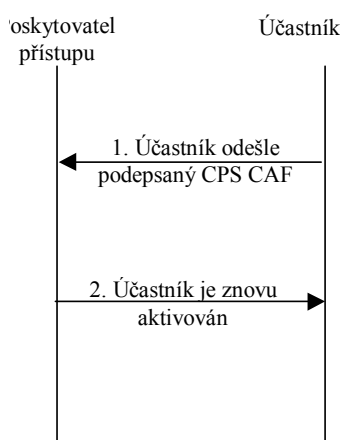 oskytovatel
přístupu
Účastník
1. Účastník odešle
podepsaný CPS CAF
2. Účastník je znovu
aktivován